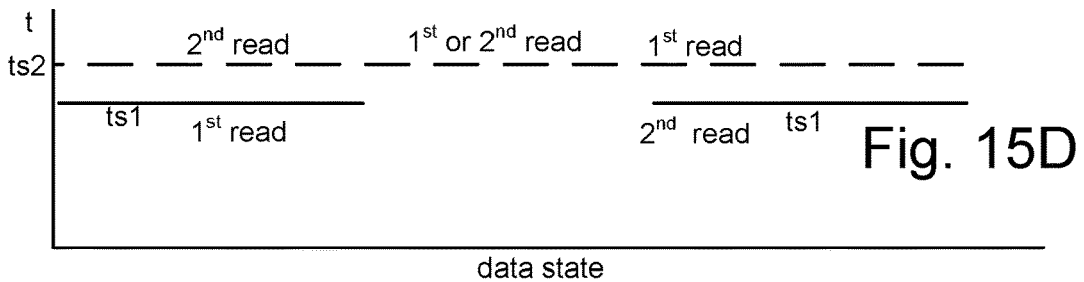 t
2nd read
1st or 2nd read
1st read
ts2
ts1
1st read
2nd read
ts1
Fig. 15D
data state